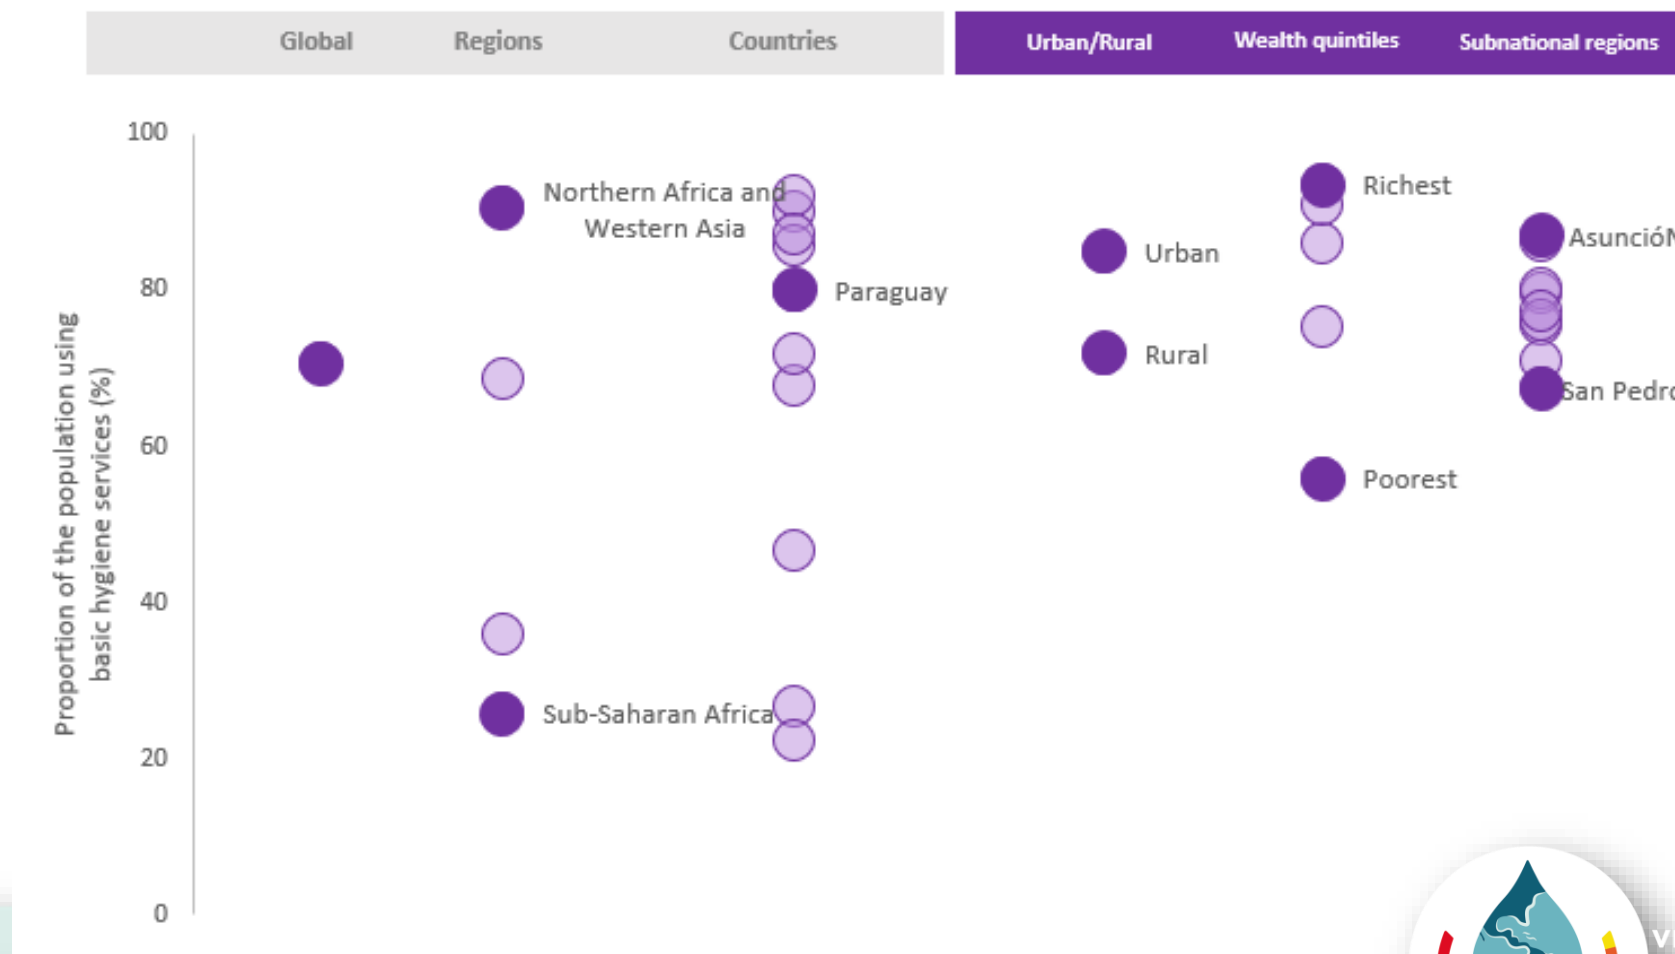 Global Regions Countries Urban/Rural Wealth quintiles Subnational regions
Proportion of the population using
basic hygiene services (%)
100
80
60
40
20
0
Northern Africa and
Western Asia
Sub-Saharan Africa
Paraguay
Urban
Rural
Richest
Poorest
AsuncióN
San Pedro